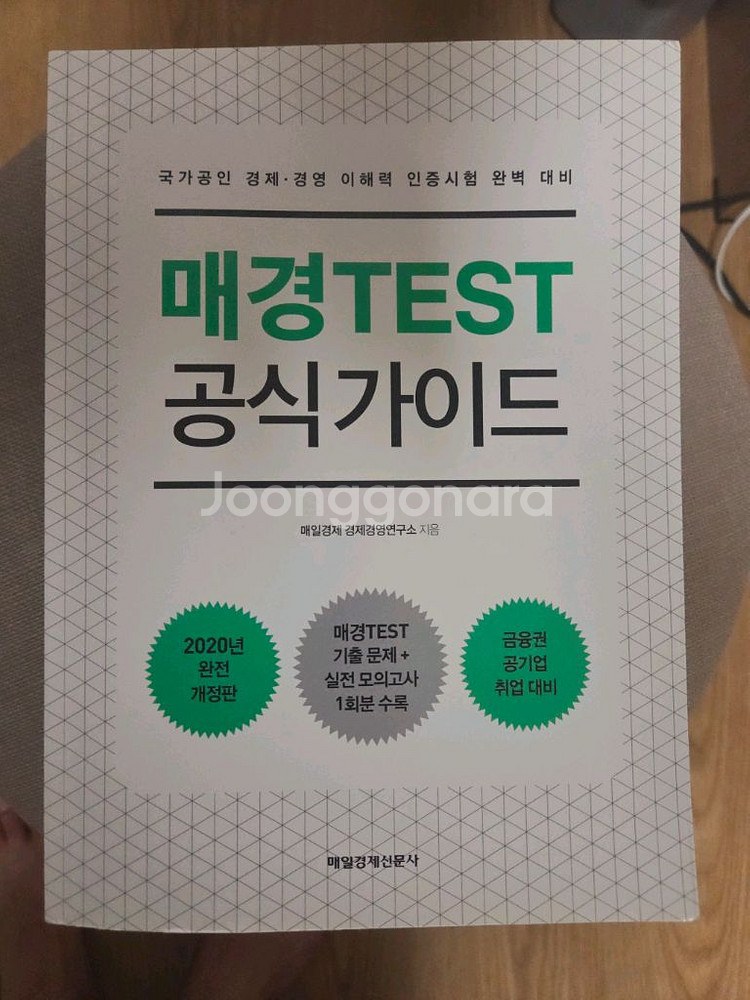 국가공인 경제·경영 이해력 인증시험 완벽 대비
매경TEST
공식 가이드
Joonggonara
매일경제 경제경영연구소 지음
2020년
완전
개정판
매경TEST
기출 문제 +
실전 모의고사
1회분 수록
금융권
공기업
취업 대비
매일경제신문사